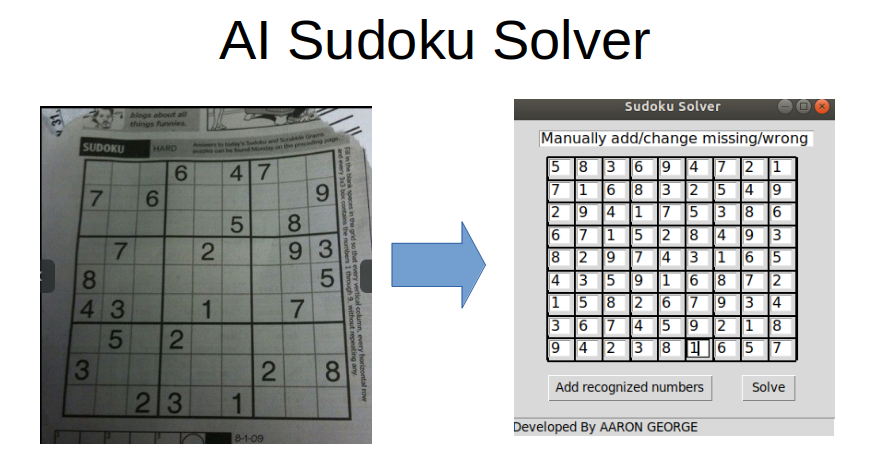 AI Sudoku Solver
blogs about all
things funnies.
SUDOKU HARD
Answers to today's Sudoku and Scrabble Grams
puzzles can be found Monday on the preceding page.
Fill in the blank spaces in the grid so that every vertical column, every horizontal row
and every 3x3 box contains the numbers 1 through 9, without repeating any.
6 4 7
7 6 9
5 8
7 2 9 3
8 5
4 3 1 7
5 2
3 2 8
2 3 1
8-1-09
Sudoku Solver
Manually add/change missing/wrong
5 8 3 6 9 4 7 2 1
7 1 6 8 3 2 5 4 9
2 9 4 1 7 5 3 8 6
6 7 1 5 2 8 4 9 3
8 2 9 7 4 3 1 6 5
4 3 5 9 1 6 8 7 2
1 5 8 2 6 7 9 3 4
3 6 7 4 5 9 2 1 8
9 4 2 3 8 1 6 5 7
Add recognized numbers Solve
Developed By AARON GEORGE